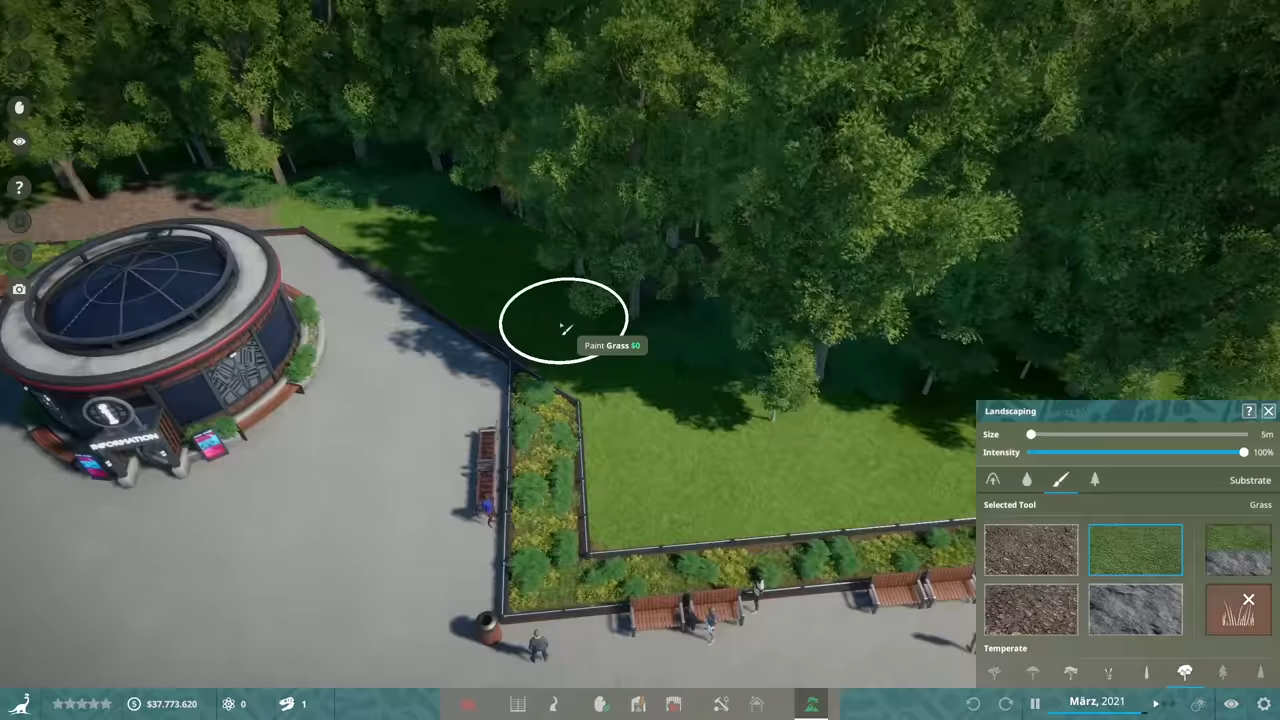 ?
INFORMATION
Paint Grass $0
Landscaping
?
Size
5m
Intensity
100%
Substrate
Selected Tool
Grass
Temperate
$37.773.620
0
1
März, 2021